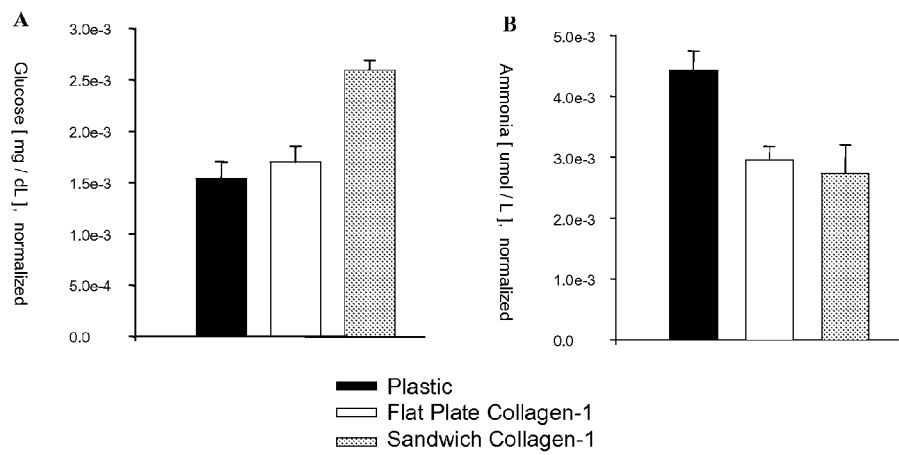 A
Glucose [ mg / dL ] , normalized
3.0e-3
2.5e-3
2.0e-3
1.5e-3
1.0e-3
5.0e-4
0.0
B
Ammonia [ umol / L ] , normalized
5.0e-3
4.0e-3
3.0e-3
2.0e-3
1.0e-3
0.0
Plastic
Flat Plate Collagen-1
Sandwich Collagen-1